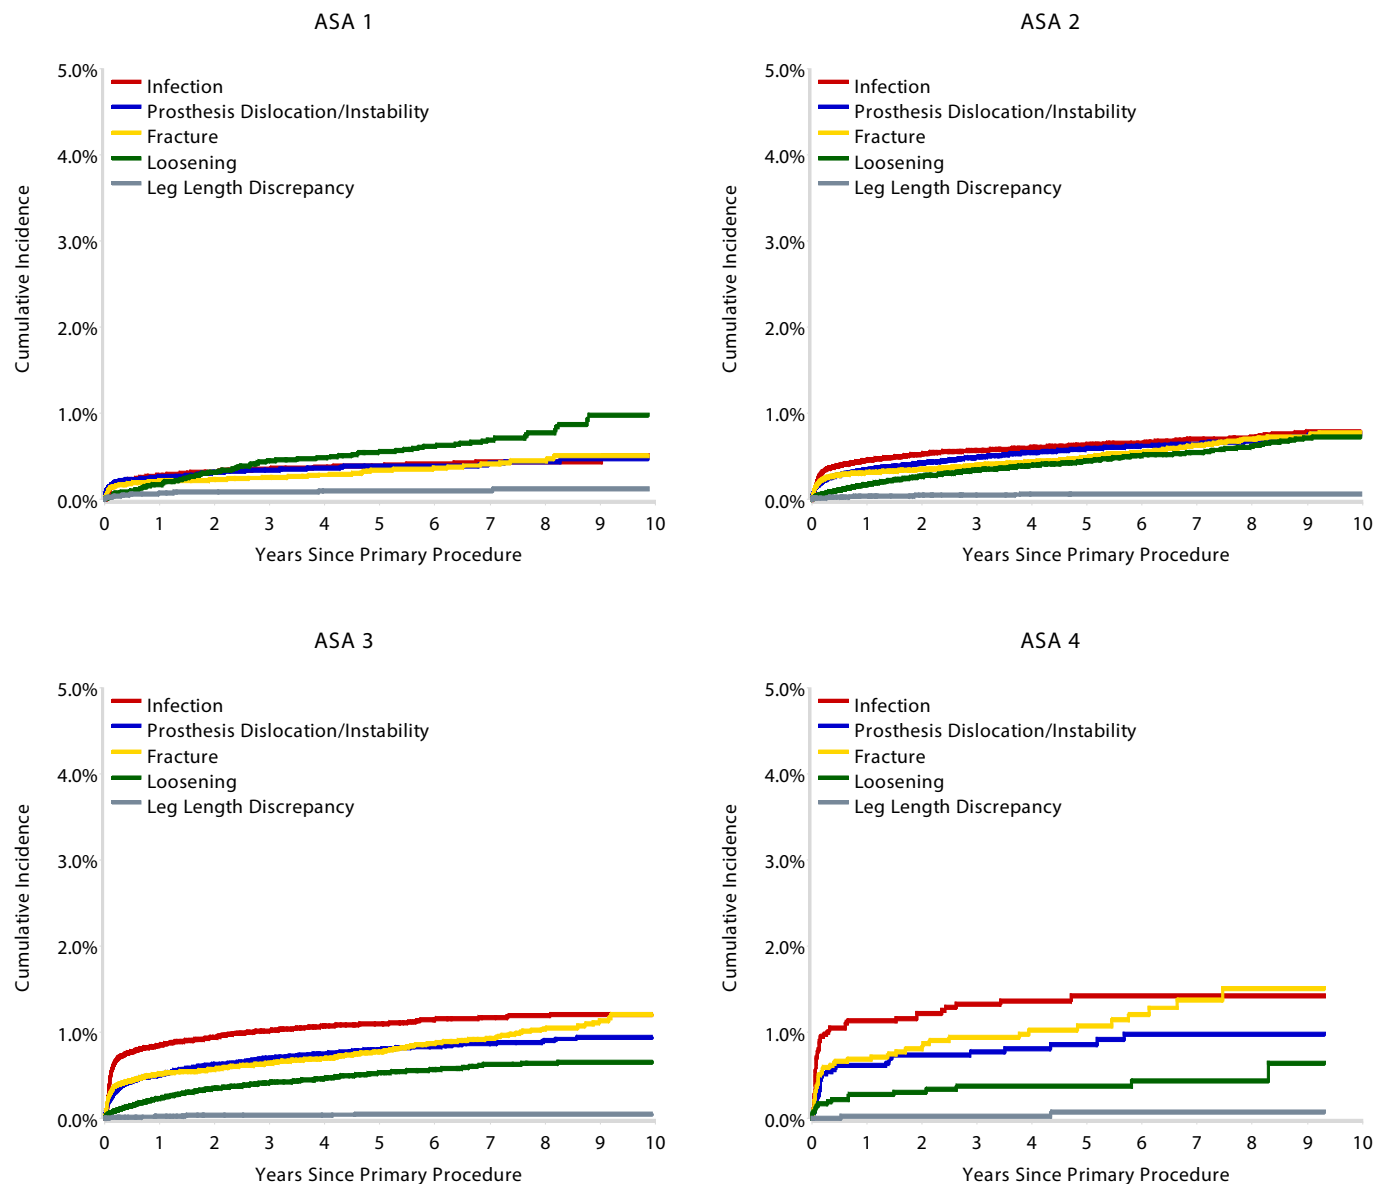 ASA 1
5.0%
4.0%
3.0%
2.0%
1.0%
0.0%
Cumulative Incidence
Infection
Prosthesis Dislocation/Instability
Fracture
Loosening
Leg Length Discrepancy
0 1 2 3 4 5 6 7 8 9 10
Years Since Primary Procedure
ASA 2
5.0%
4.0%
3.0%
2.0%
1.0%
0.0%
Cumulative Incidence
Infection
Prosthesis Dislocation/Instability
Fracture
Loosening
Leg Length Discrepancy
0 1 2 3 4 5 6 7 8 9 10
Years Since Primary Procedure
ASA 3
5.0%
4.0%
3.0%
2.0%
1.0%
0.0%
Cumulative Incidence
Infection
Prosthesis Dislocation/Instability
Fracture
Loosening
Leg Length Discrepancy
0 1 2 3 4 5 6 7 8 9 10
Years Since Primary Procedure
ASA 4
5.0%
4.0%
3.0%
2.0%
1.0%
0.0%
Cumulative Incidence
Infection
Prosthesis Dislocation/Instability
Fracture
Loosening
Leg Length Discrepancy
0 1 2 3 4 5 6 7 8 9 10
Years Since Primary Procedure